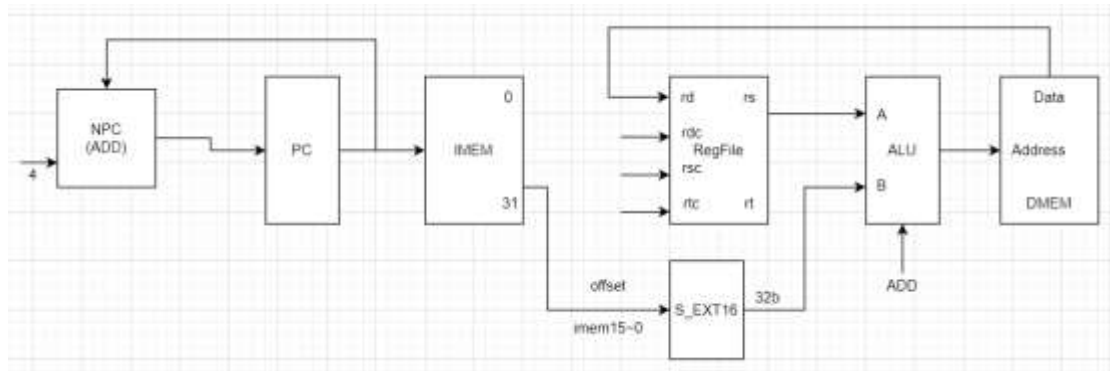 NPC
(ADD)
4
PC
0
IMEM
31
offset
imem15~0
S_EXT16
32b
rd
rs
rdc
RegFile
rsc
rtc
rt
A
ALU
B
ADD
Data
Address
DMEM